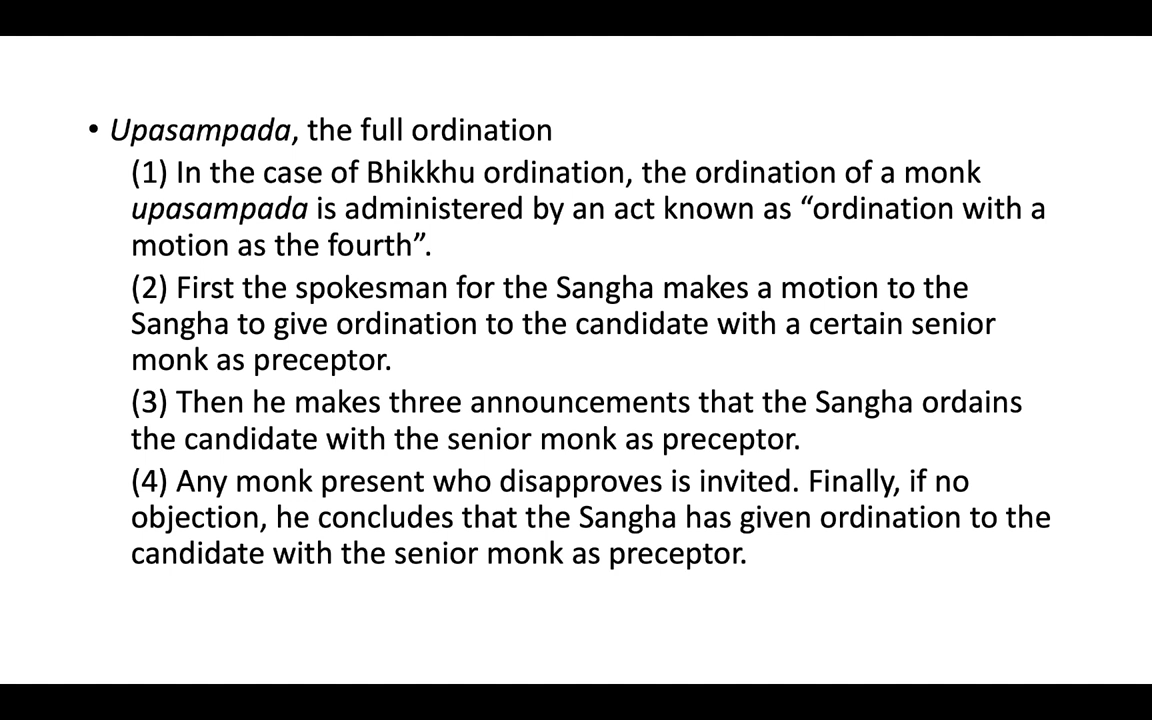 • Upasampada, the full ordination
(1) In the case of Bhikkhu ordination, the ordination of a monk
upasampada is administered by an act known as “ordination with a
motion as the fourth”.
(2) First the spokesman for the Sangha makes a motion to the
Sangha to give ordination to the candidate with a certain senior
monk as preceptor.
(3) Then he makes three announcements that the Sangha ordains
the candidate with the senior monk as preceptor.
(4) Any monk present who disapproves is invited. Finally, if no
objection, he concludes that the Sangha has given ordination to the
candidate with the senior monk as preceptor.